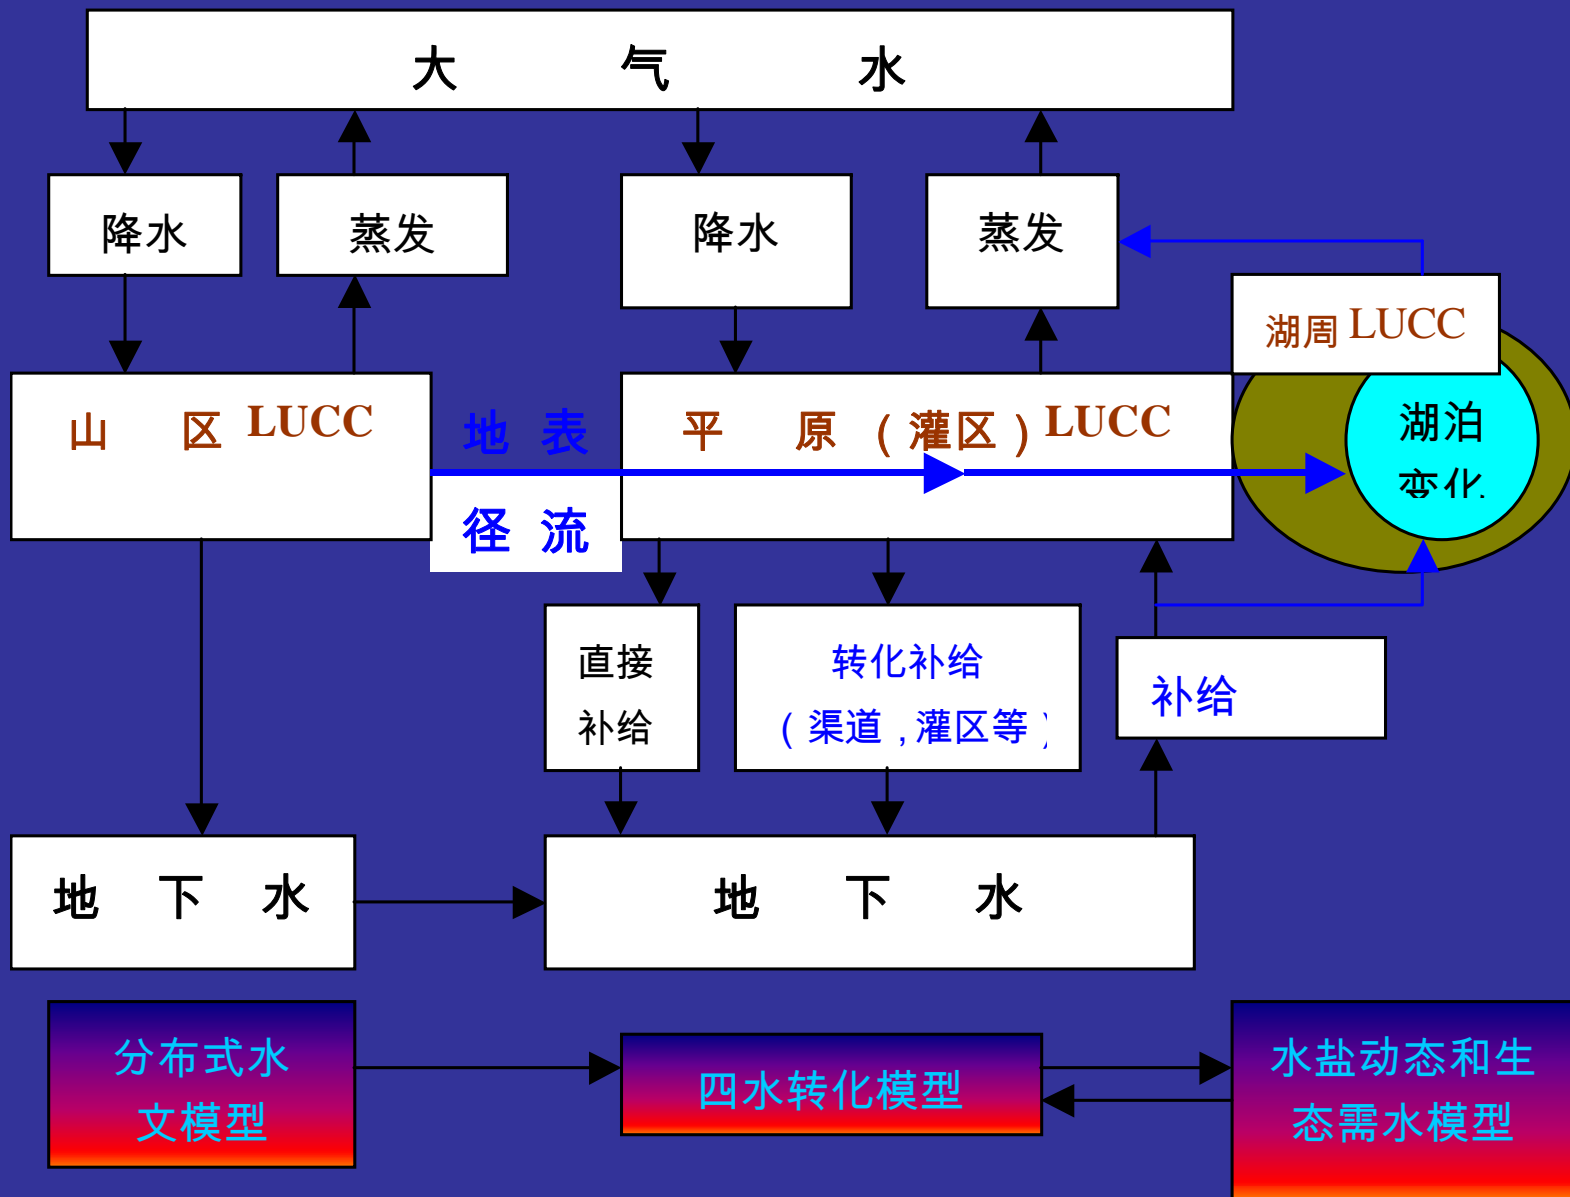 大 气 水
降水
蒸发
降水
蒸发
湖周 LUCC
山 区 LUCC
地 表
径 流
平 原 （灌区）LUCC
湖泊
变化
直接
补给
转化补给
（渠道，灌区等）
补给
地 下 水
地 下 水
分布式水
文模型
四水转化模型
水盐动态和生
态需水模型